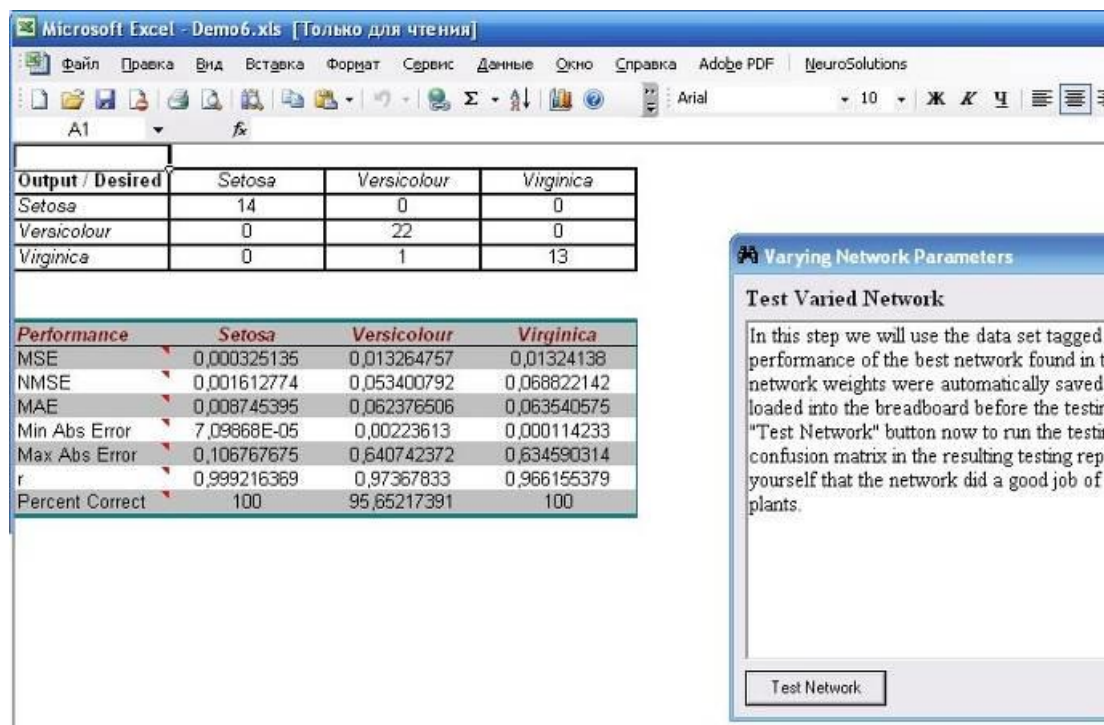 Microsoft Excel - Demo6.xls [Только для чтения]
Файл Правка Вид Вставка Формат Сервис Данные Окно Справка Adobe PDF NeuroSolutions
Arial 10 Ж К Ч
A1 fx
Output / Desired Setosa Versicolour Virginica
Setosa 14 0 0
Versicolour 0 22 0
Virginica 0 1 13
Performance Setosa Versicolour Virginica
MSE 0,000325135 0,013264757 0,01324138
NMSE 0,001612774 0,053400792 0,068822142
MAE 0,008745395 0,062376506 0,063540575
Min Abs Error 7,09868E-05 0,00223613 0,000114233
Max Abs Error 0,106767675 0,640742372 0,634590314
r 0,999216369 0,97367833 0,966155379
Percent Correct 100 95,65217391 100
Varying Network Parameters
Test Varied Network
In this step we will use the data set tagged
performance of the best network found in t
network weights were automatically saved
loaded into the breadboard before the testin
"Test Network" button now to run the testin
confusion matrix in the resulting testing rep
yourself that the network did a good job of
plants.
Test Network